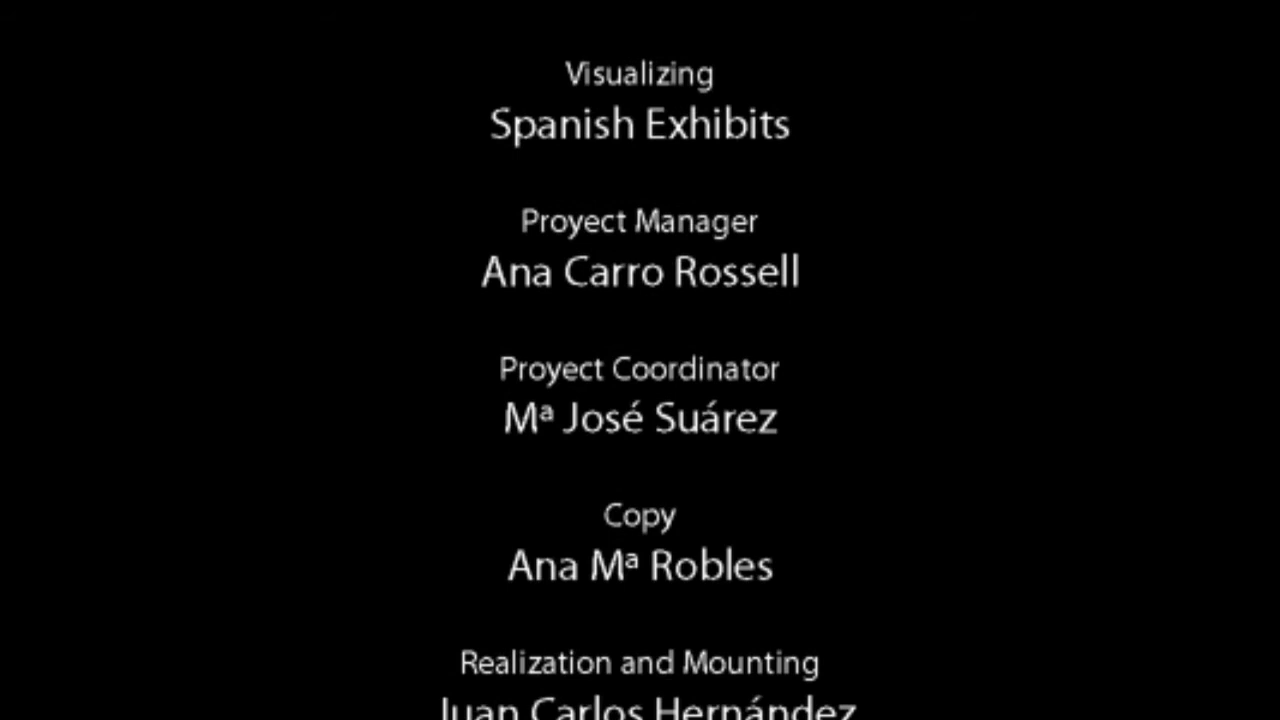 Visualizing
Spanish Exhibits
Proyect Manager
Ana Carro Rossell
Proyect Coordinator
Mª José Suárez
Copy
Ana Mª Robles
Realization and Mounting
Juan Carlos Hernández